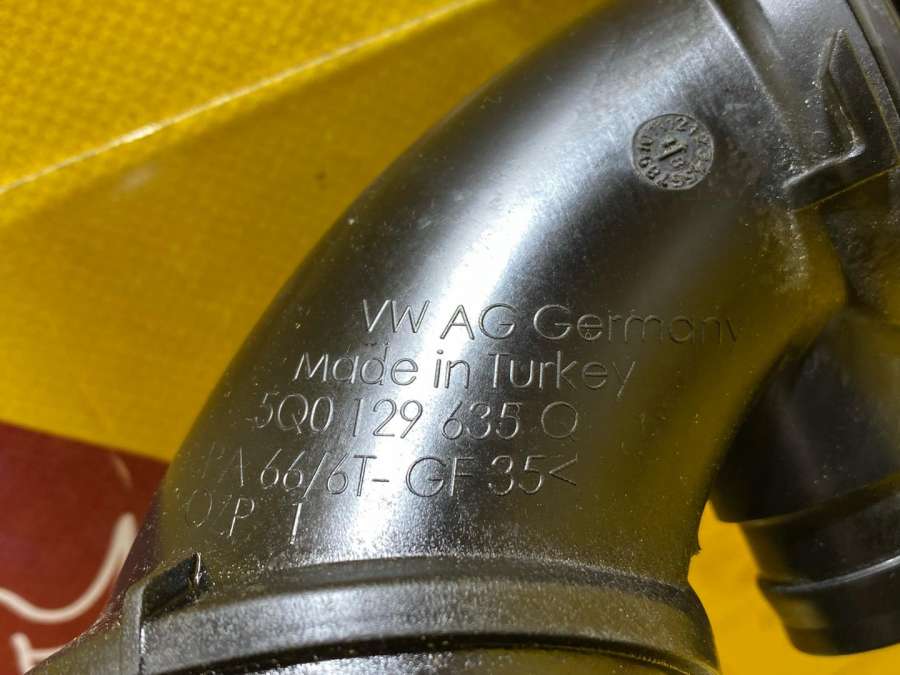 VW AG Germany
Made in Turkey
5Q0 129 635 Q
PA 66/6T- GF 35<